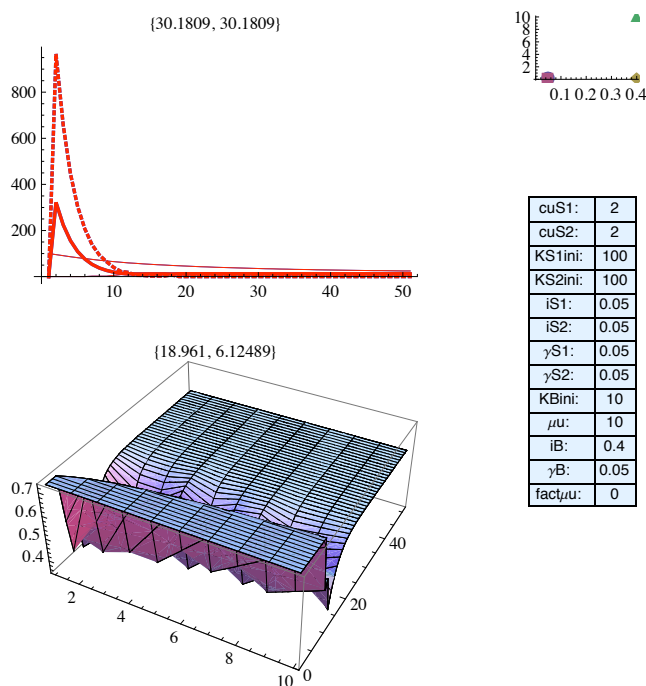 {30.1809, 30.1809}
800
600
400
200
10 20 30 40 50
10
8
6
4
2
0.1 0.2 0.3 0.4
cuS1: 2
cuS2: 2
KS1ini: 100
KS2ini: 100
iS1: 0.05
iS2: 0.05
γS1: 0.05
γS2: 0.05
KBini: 10
μu: 10
iB: 0.4
γB: 0.05
factμu: 0
{18.961, 6.12489}
0.7
0.6
0.5
0.4
2 4 6 8 10
0 20 40